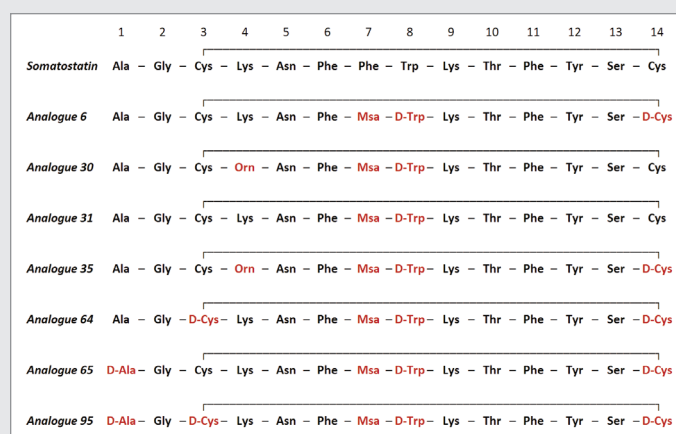 1 2 3 4 5 6 7 8 9 10 11 12 13 14
Somatostatin Ala – Gly – Cys – Lys – Asn – Phe – Phe – Trp – Lys – Thr – Phe – Tyr – Ser – Cys
Analogue 6 Ala – Gly – Cys – Lys – Asn – Phe – Msa – D-Trp – Lys – Thr – Phe – Tyr – Ser – D-Cys
Analogue 30 Ala – Gly – Cys – Orn – Asn – Phe – Msa – D-Trp – Lys – Thr – Phe – Tyr – Ser – Cys
Analogue 31 Ala – Gly – Cys – Lys – Asn – Phe – Msa – D-Trp – Lys – Thr – Phe – Tyr – Ser – Cys
Analogue 35 Ala – Gly – Cys – Orn – Asn – Phe – Msa – D-Trp – Lys – Thr – Phe – Tyr – Ser – D-Cys
Analogue 64 Ala – Gly – D-Cys – Lys – Asn – Phe – Msa – D-Trp – Lys – Thr – Phe – Tyr – Ser – D-Cys
Analogue 65 D-Ala – Gly – Cys – Lys – Asn – Phe – Msa – D-Trp – Lys – Thr – Phe – Tyr – Ser – D-Cys
Analogue 95 D-Ala – Gly – D-Cys – Lys – Asn – Phe – Msa – D-Trp – Lys – Thr – Phe – Tyr – Ser – D-Cys